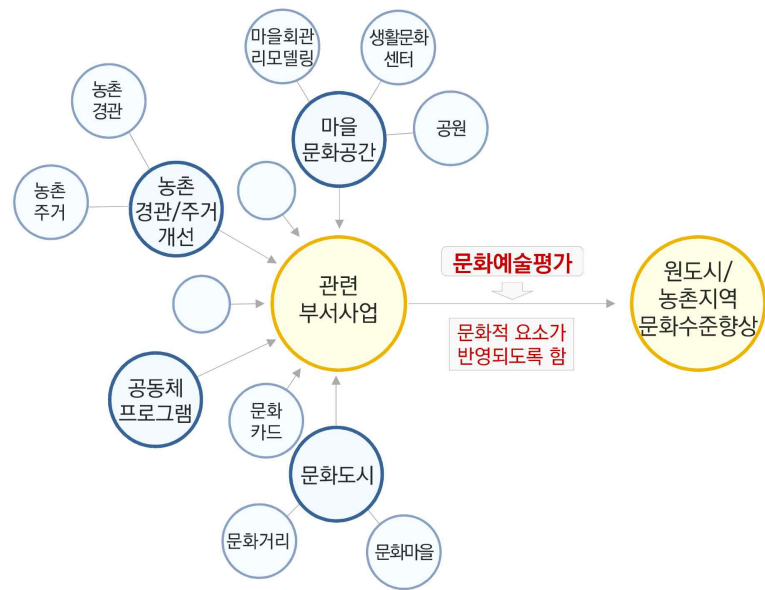 마을회관
리모델링
생활문화
센터
공원
마을
문화공간
농촌
경관
농촌
주거
농촌
경관/주거
개선
관련
부서사업
문화예술평가
문화적 요소가
반영되도록 함
원도시/
농촌지역
문화수준향상
공동체
프로그램
문화
카드
문화도시
문화거리
문화마을